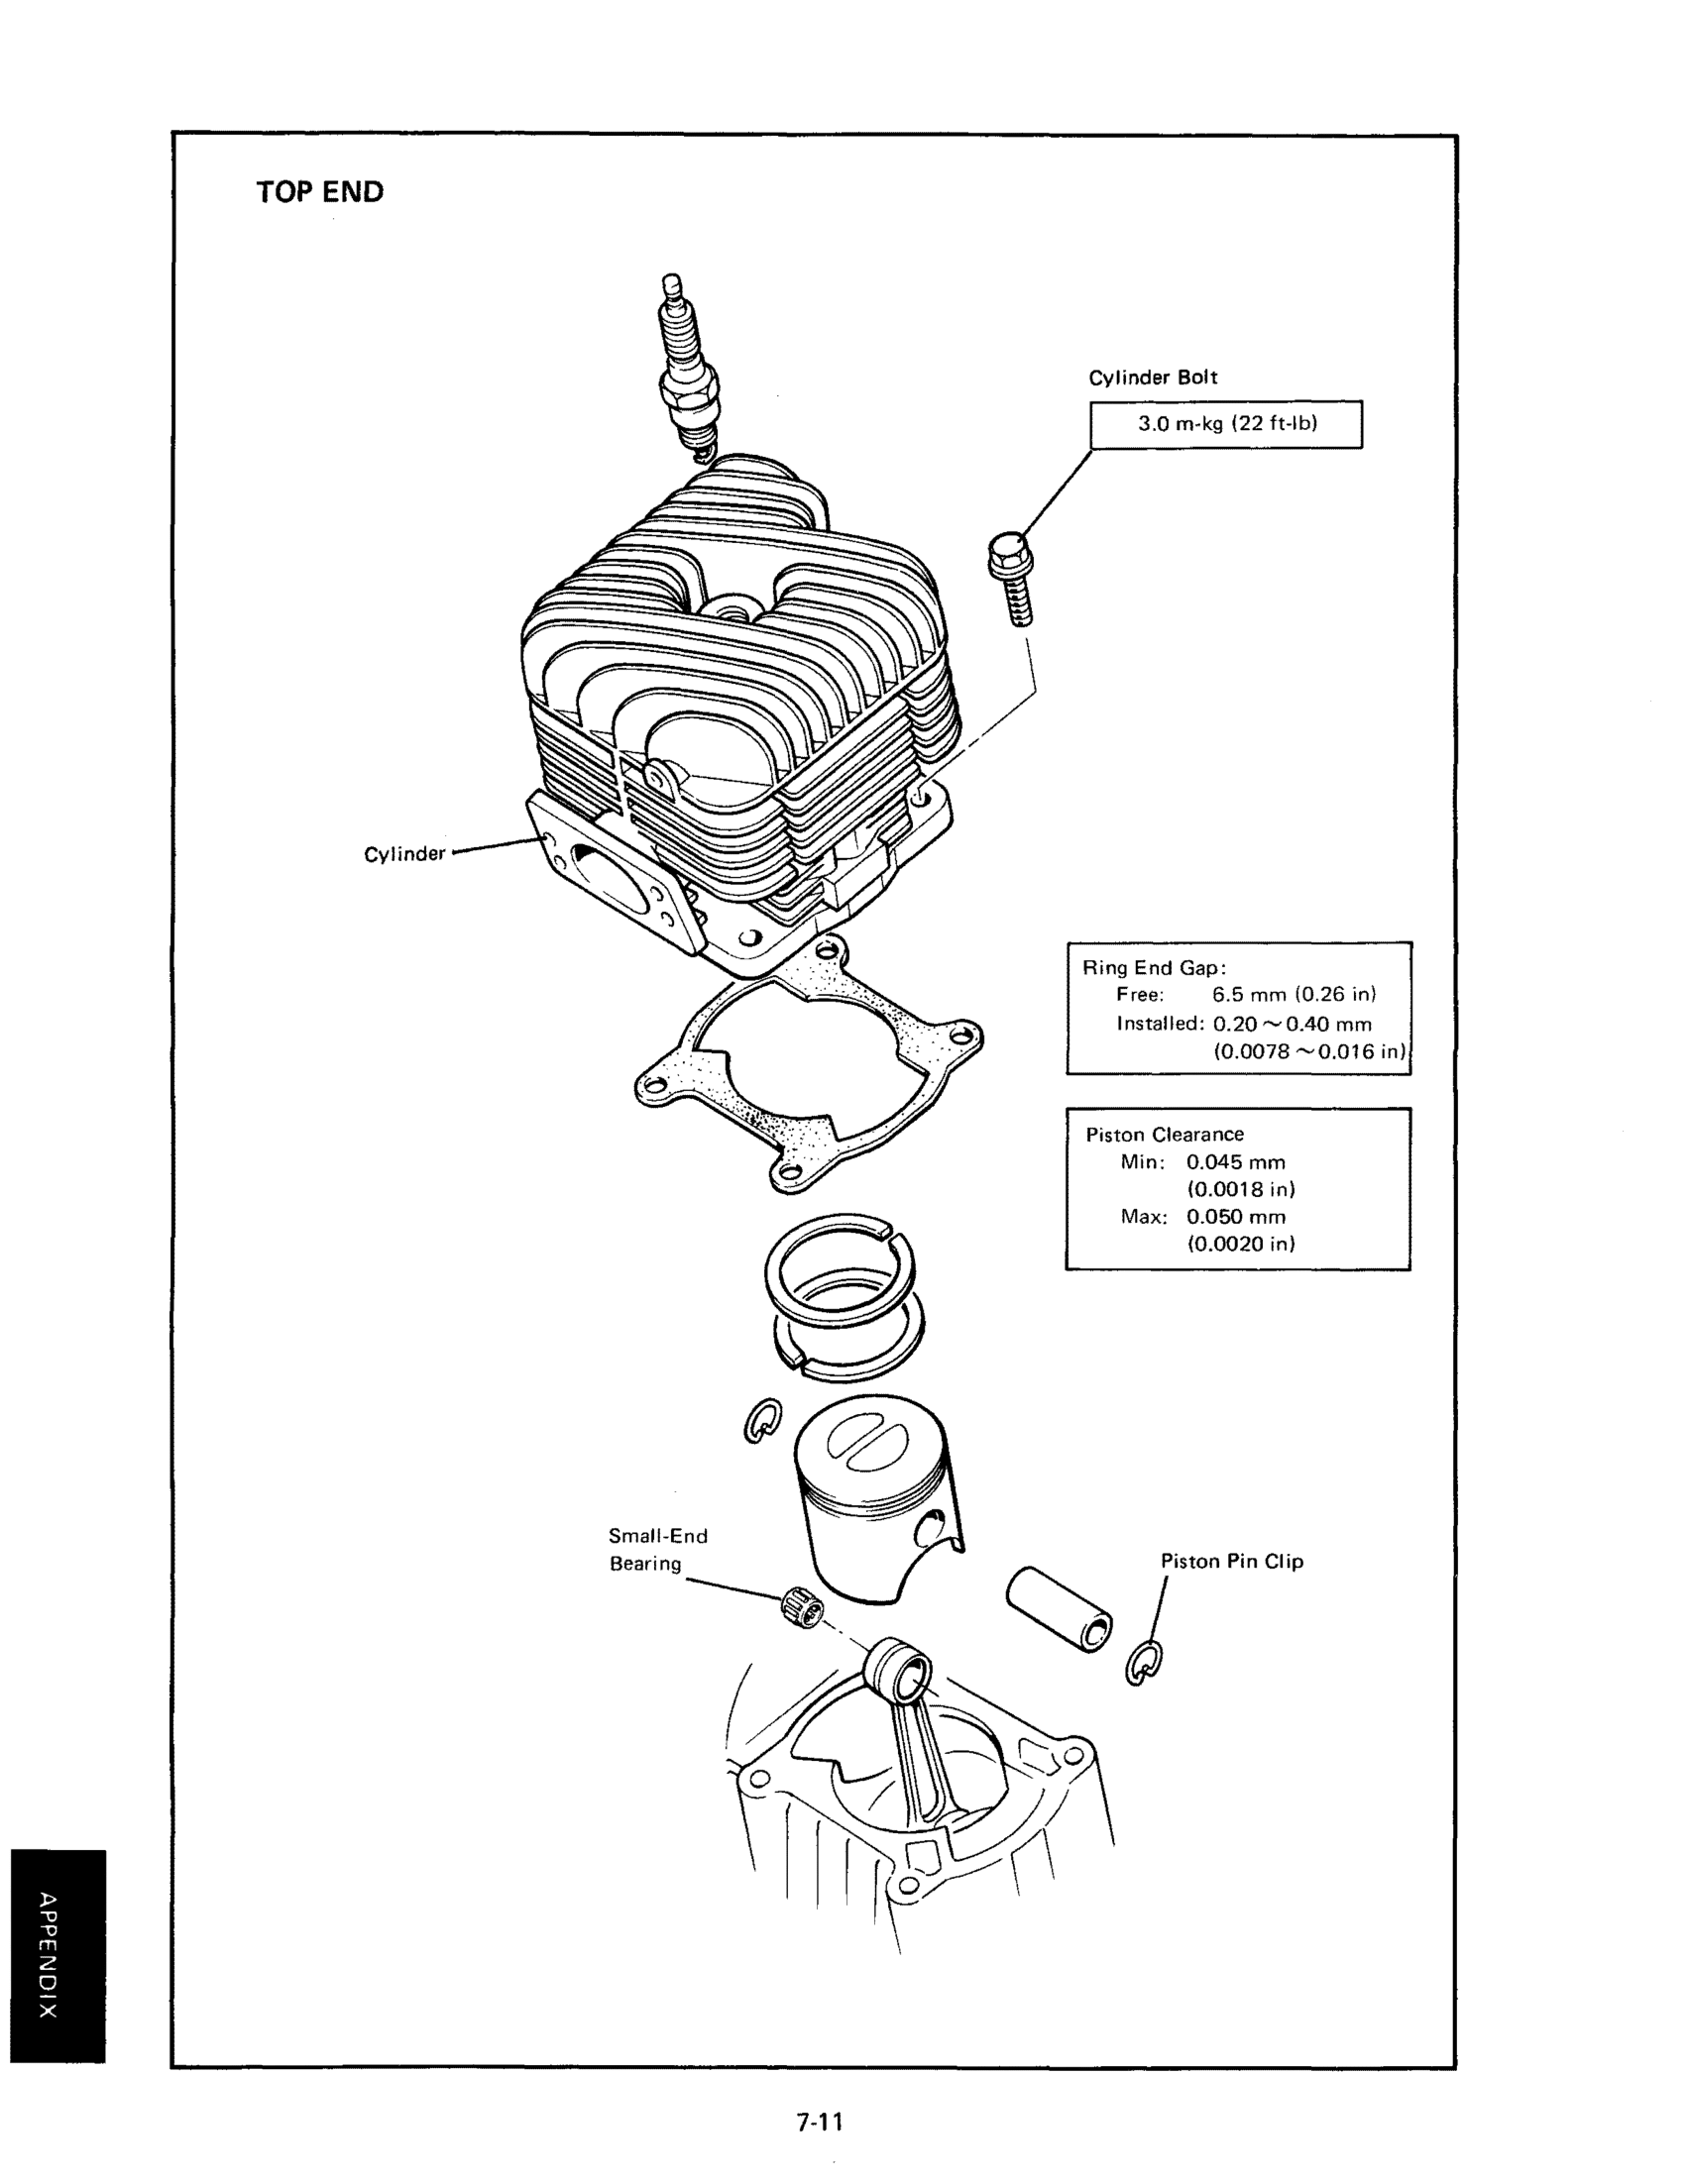 TOP END
Cylinder Bolt
3.0 m-kg (22 ft-lb)
Cylinder
Ring End Gap:
Free: 6.5 mm (0.26 in)
Installed: 0.20 ~ 0.40 mm
(0.0078 ~ 0.016 in)
Piston Clearance
Min: 0.045 mm
(0.0018 in)
Max: 0.050 mm
(0.0020 in)
Small-End
Bearing
Piston Pin Clip
APPENDIX
7-11